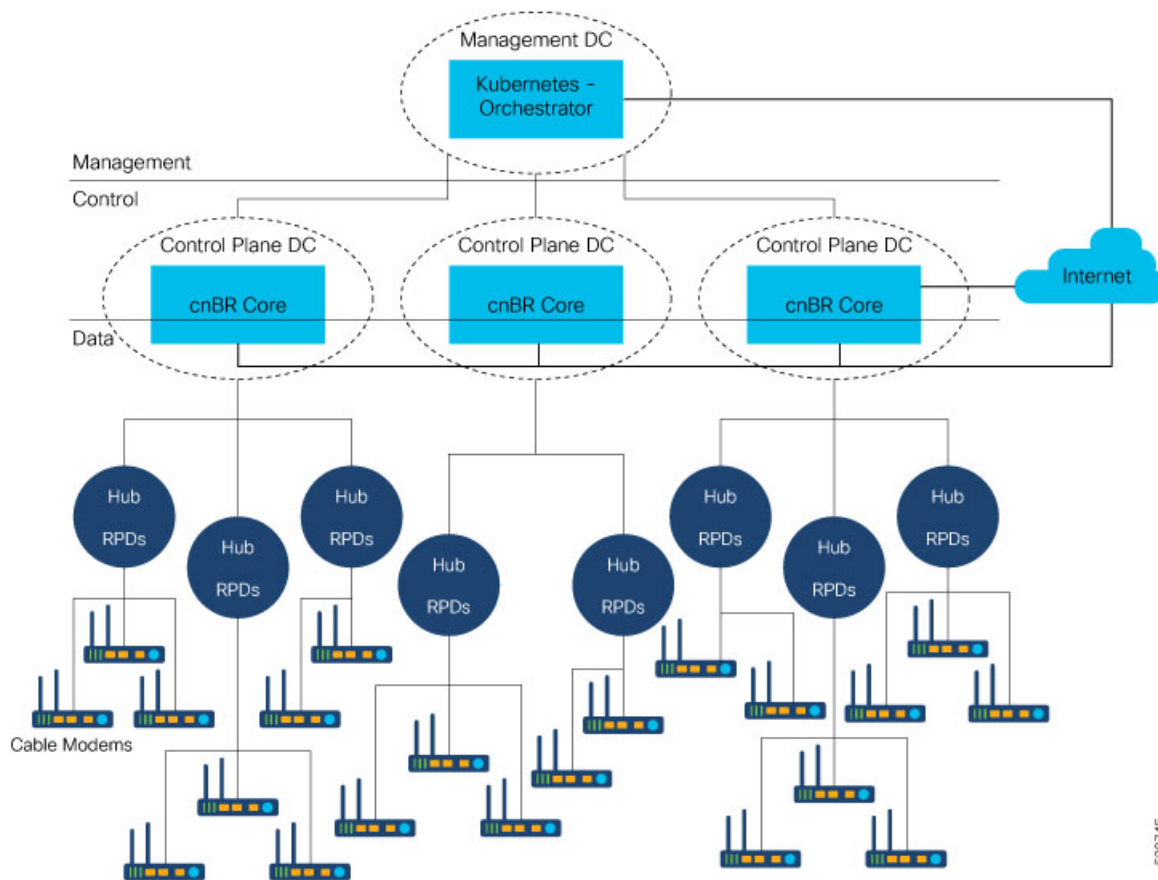 Management DC
Kubernetes -
Orchestrator
Management
Control
Control Plane DC
Control Plane DC
Control Plane DC
cnBR Core
cnBR Core
cnBR Core
Internet
Data
Hub
RPDs
Hub
RPDs
Hub
RPDs
Hub
RPDs
Hub
RPDs
Hub
RPDs
Hub
RPDs
Hub
RPDs
Cable Modems